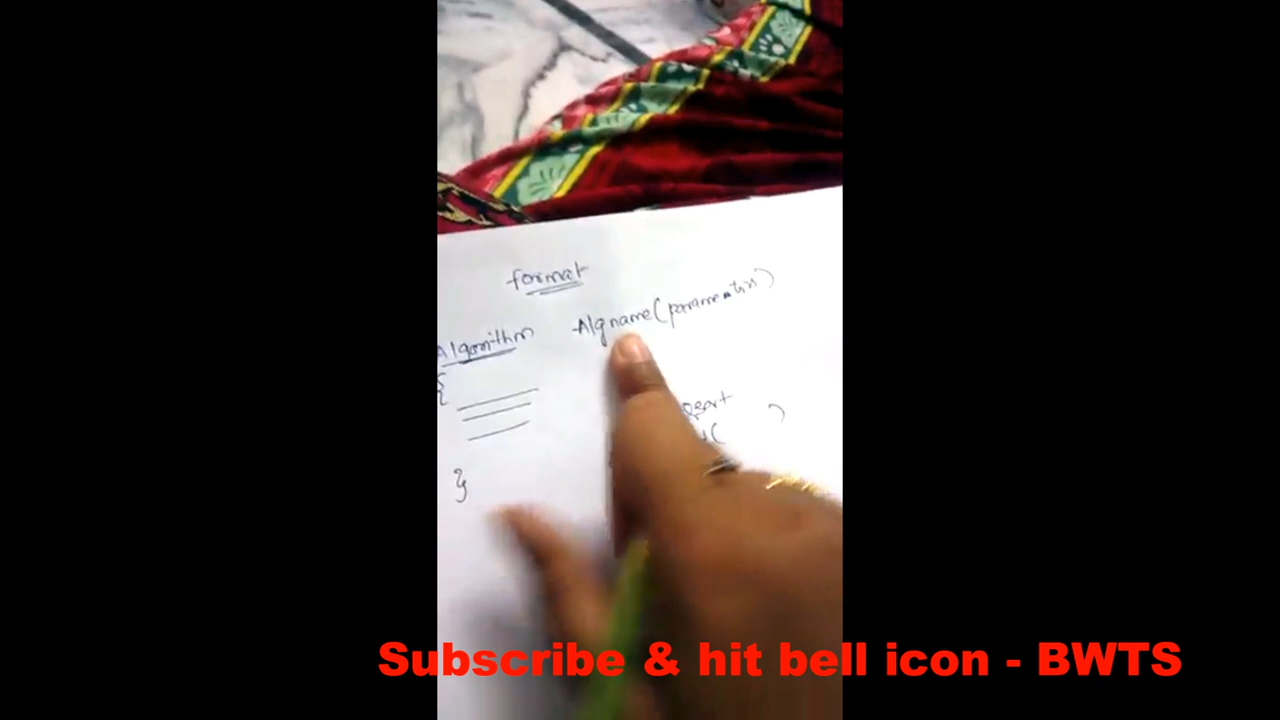 format
Algorithm Algname(parameters)
{
)
}
Subscribe & hit bell icon - BWTS